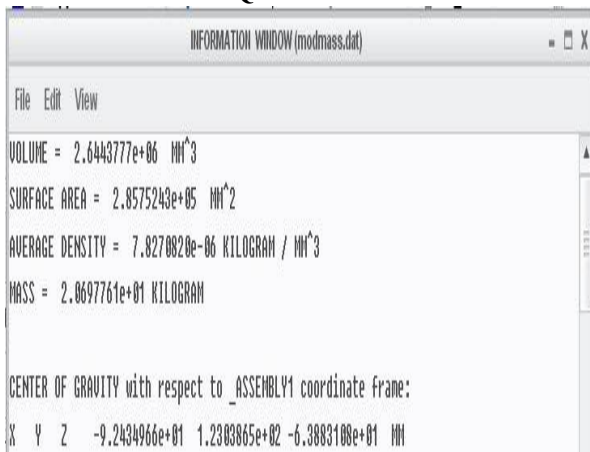 INFORMATION WINDOW (modmass.dat)
File Edit View
VOLUME = 2.6443777e+06 MM^3
SURFACE AREA = 2.8575243e+05 MM^2
AVERAGE DENSITY = 7.8270820e-06 KILOGRAM / MM^3
MASS = 2.0697761e+01 KILOGRAM
CENTER OF GRAVITY with respect to _ASSEMBLY1 coordinate frame:
X Y Z -9.2434966e+01 1.2303865e+02 -6.3883108e+01 MM